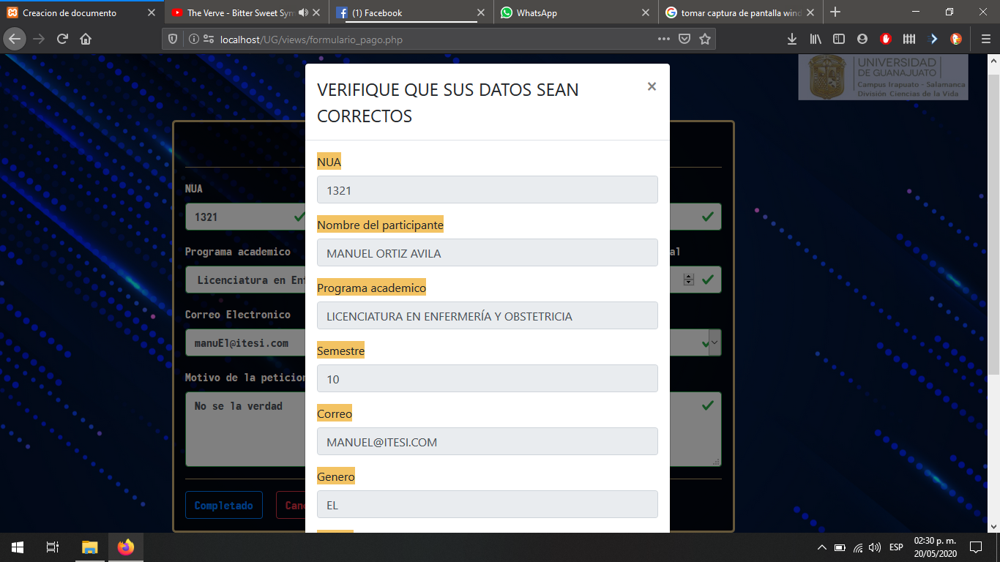 Creacion de documento
The Verve - Bitter Sweet Sym
(1) Facebook
WhatsApp
tomar captura de pantalla wind
localhost/UG/views/formulario_pago.php
UNIVERSIDAD
DE GUANAJUATO
Campus Irapuato - Salamanca
División Ciencias de la Vida
VERIFIQUE QUE SUS DATOS SEAN
CORRECTOS
NUA
1321
Nombre del participante
MANUEL ORTIZ AVILA
Programa academico
LICENCIATURA EN ENFERMERÍA Y OBSTETRICIA
Semestre
10
Correo
MANUEL@ITESI.COM
Genero
EL
NUA
1321
Programa academico
al
Licenciatura en Enf
Correo Electronico
manuEl@itesi.com
Motivo de la peticion
No se la verdad
Completado
Canc
ESP
02:30 p. m.
20/05/2020